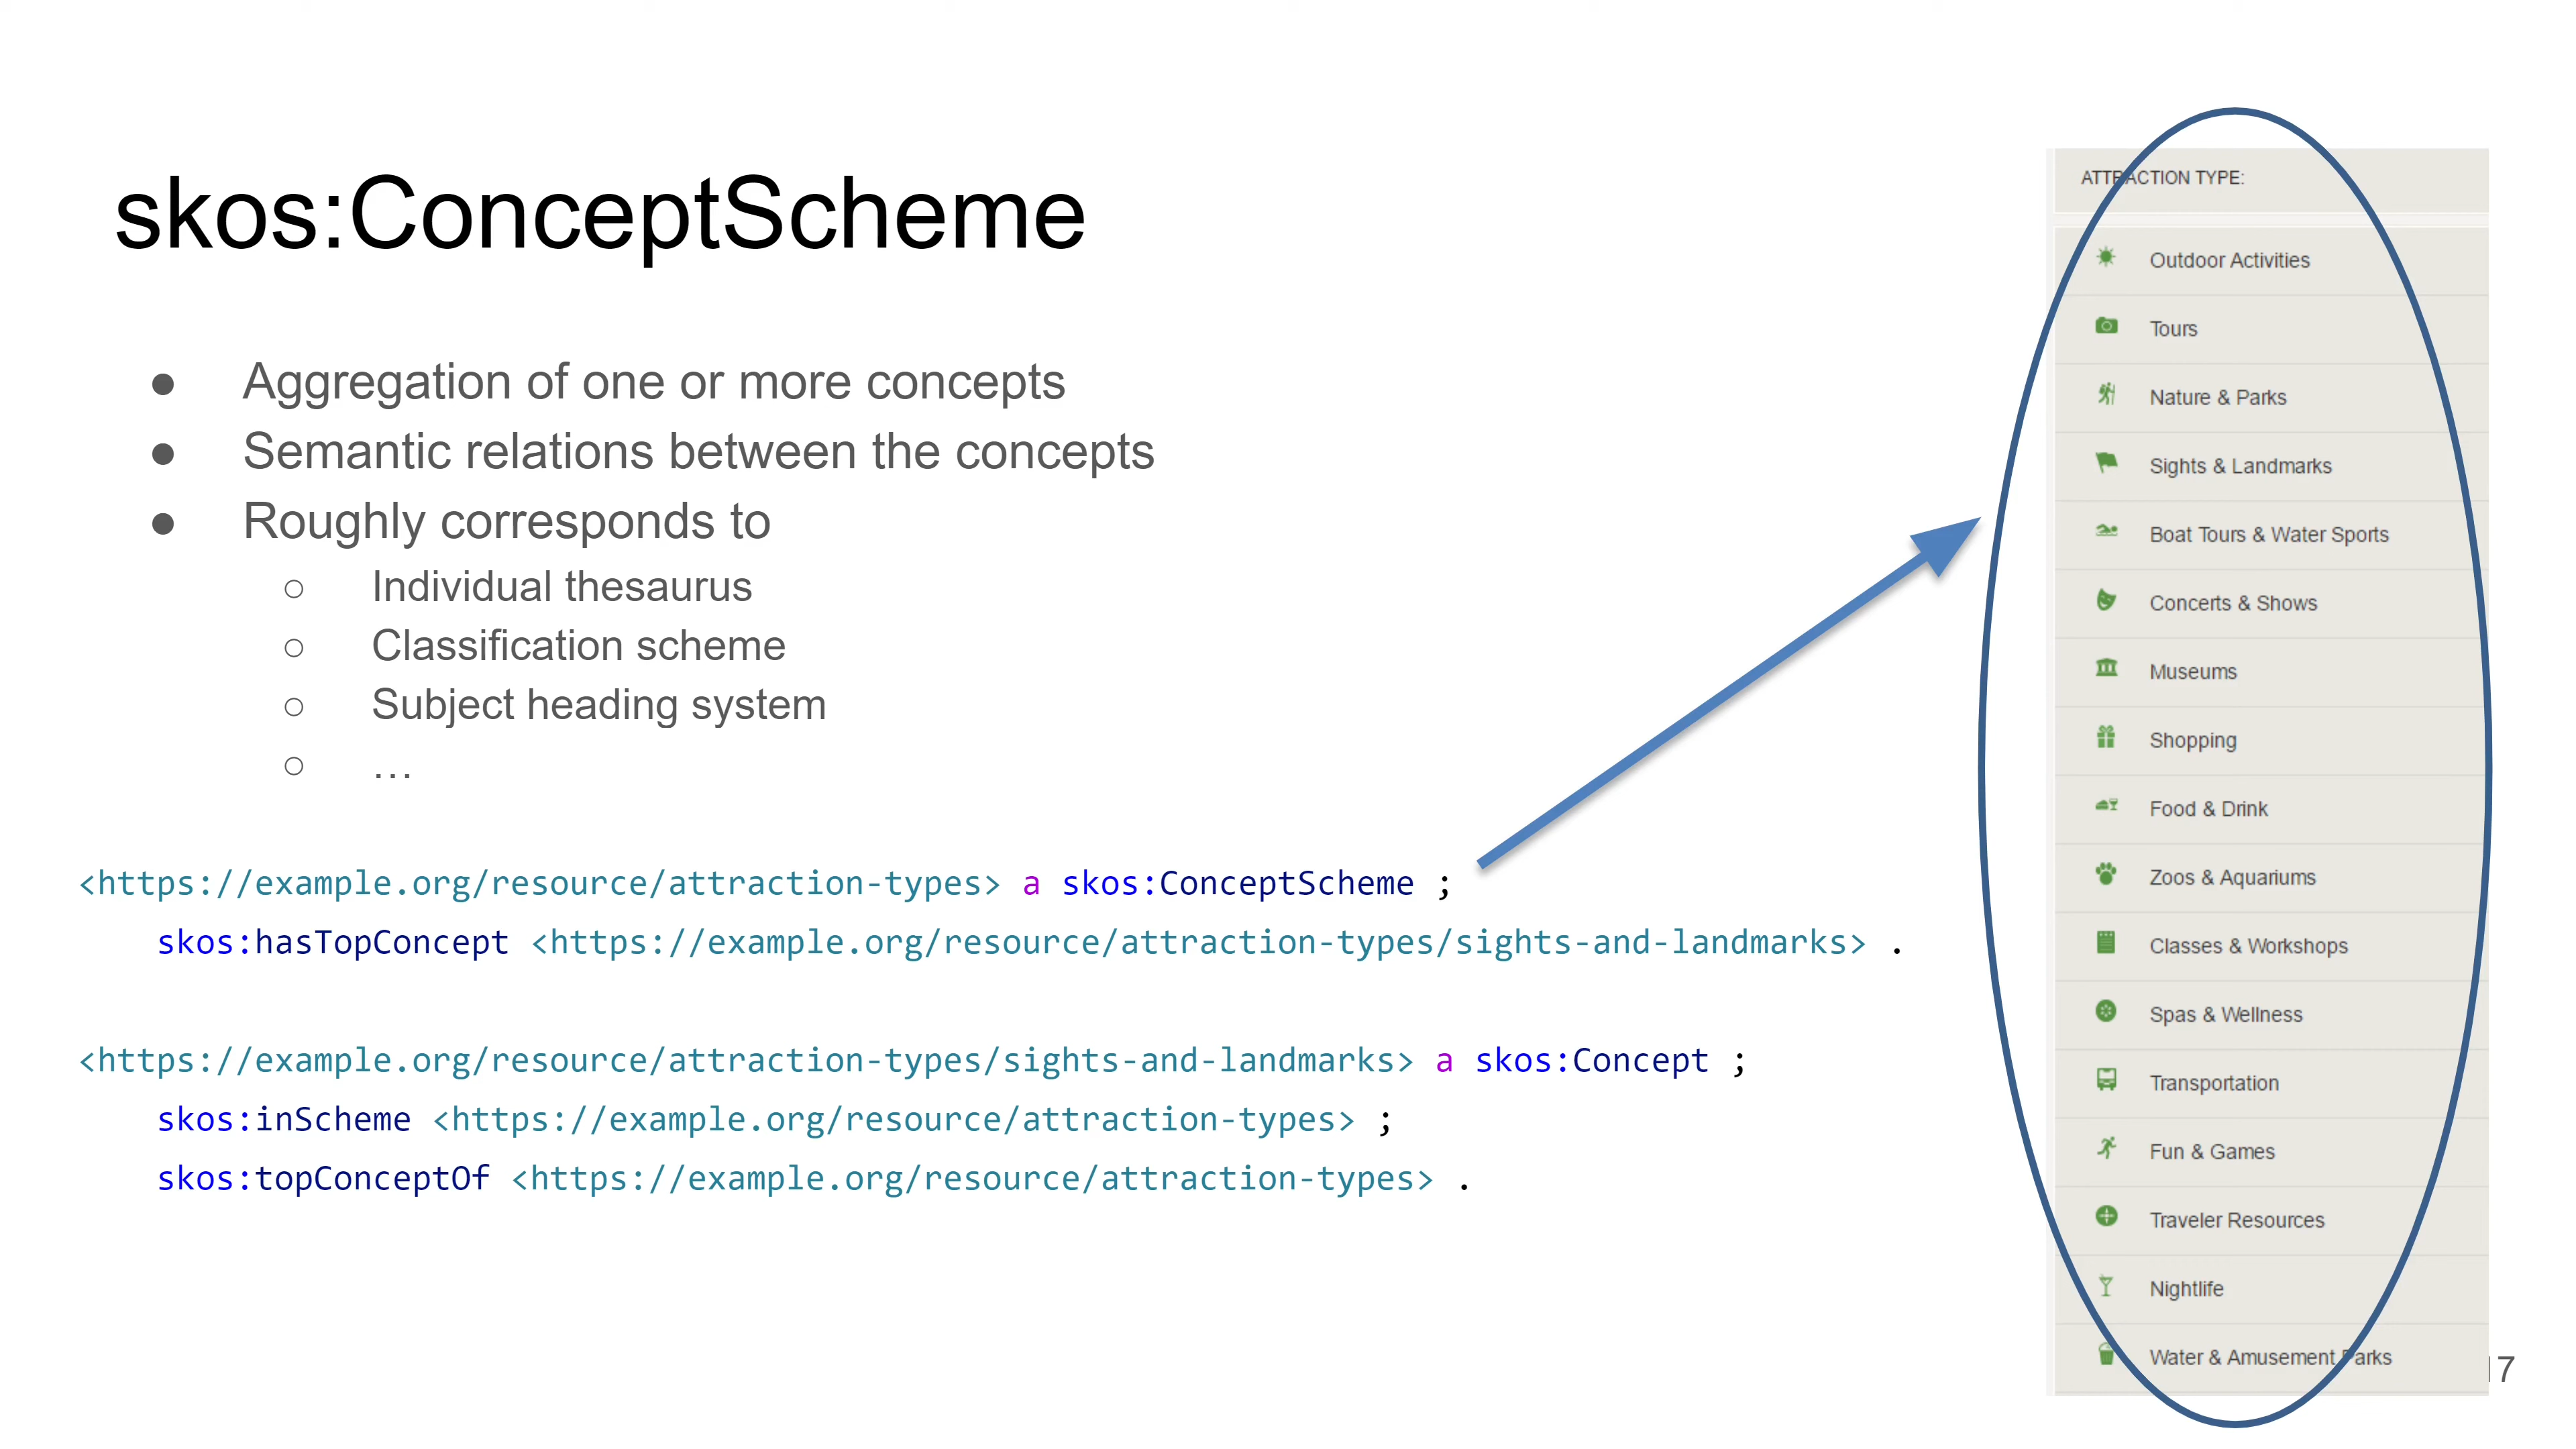 skos:ConceptScheme
● Aggregation of one or more concepts
● Semantic relations between the concepts
● Roughly corresponds to
○ Individual thesaurus
○ Classification scheme
○ Subject heading system
○ …
<https://example.org/resource/attraction-types> a skos:ConceptScheme ;
skos:hasTopConcept <https://example.org/resource/attraction-types/sights-and-landmarks> .
<https://example.org/resource/attraction-types/sights-and-landmarks> a skos:Concept ;
skos:inScheme <https://example.org/resource/attraction-types> ;
skos:topConceptOf <https://example.org/resource/attraction-types> .
ATTRACTION TYPE:
Outdoor Activities
Tours
Nature & Parks
Sights & Landmarks
Boat Tours & Water Sports
Concerts & Shows
Museums
Shopping
Food & Drink
Zoos & Aquariums
Classes & Workshops
Spas & Wellness
Transportation
Fun & Games
Traveler Resources
Nightlife
Water & Amusement Parks
17